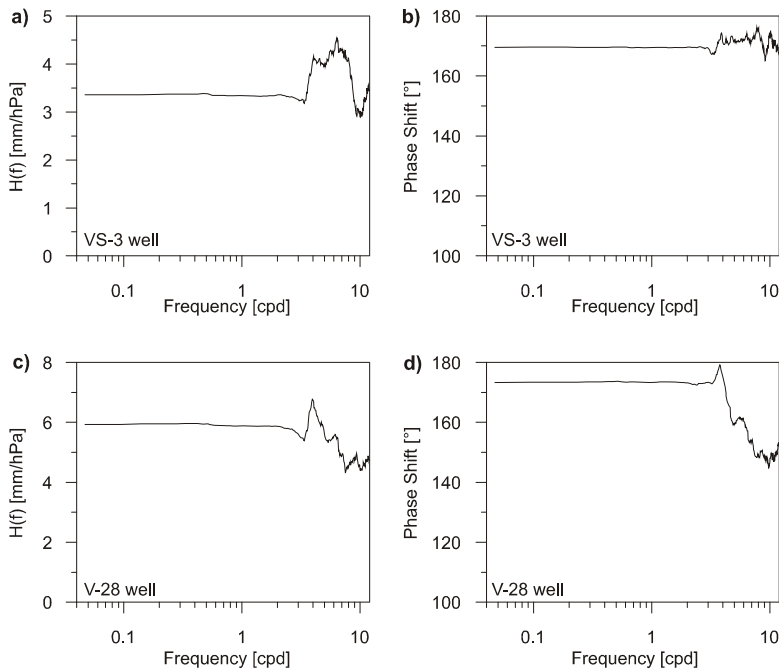 a)
5
4
3
2
1
0
H(f) [mm/hPa]
VS-3 well
0.1 1 10
Frequency [cpd]
b)
180
160
140
120
100
Phase Shift [°]
VS-3 well
0.1 1 10
Frequency [cpd]
c)
8
6
4
2
0
H(f) [mm/hPa]
V-28 well
0.1 1 10
Frequency [cpd]
d)
180
160
140
120
100
Phase Shift [°]
V-28 well
0.1 1 10
Frequency [cpd]